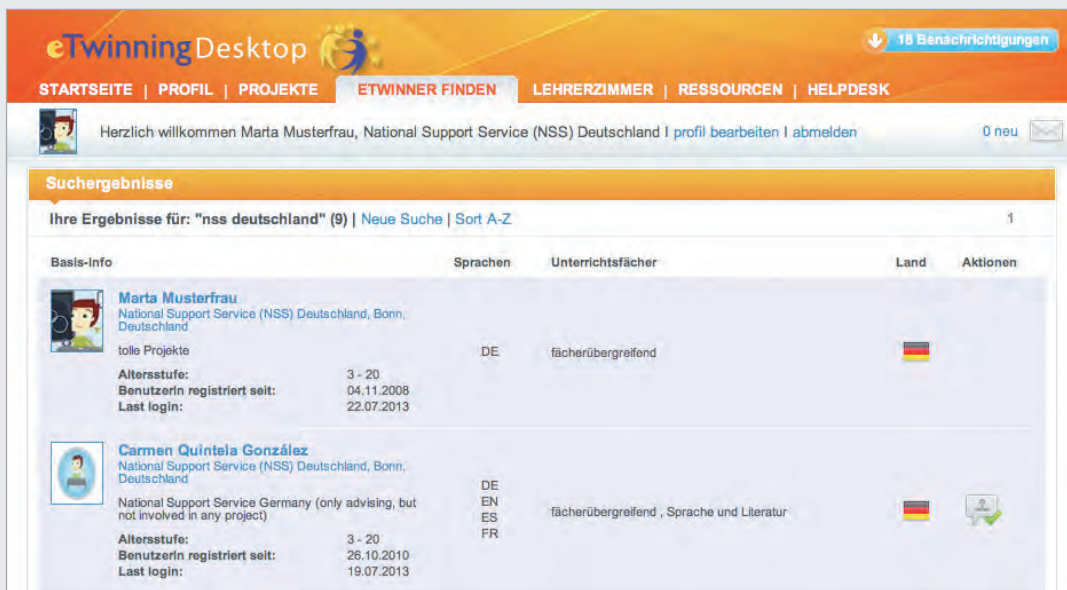 eTwinning Desktop
18 Benachrichtigungen
STARTSEITE | PROFIL | PROJEKTE ETWINNER FINDEN LEHRERZIMMER | RESSOURCEN | HELPDESK
Herzlich willkommen Marta Musterfrau, National Support Service (NSS) Deutschland I profil bearbeiten I abmelden 0 neu
Suchergebnisse
Ihre Ergebnisse für: "nss deutschland" (9) | Neue Suche | Sort A-Z 1
Basis-Info Sprachen Unterrichtsfächer Land Aktionen
Marta Musterfrau
National Support Service (NSS) Deutschland, Bonn,
Deutschland
tolle Projekte
DE
fächerübergreifend
Altersstufe: 3 - 20
BenutzerIn registriert seit: 04.11.2008
Last login: 22.07.2013
Carmen Quintela González
National Support Service (NSS) Deutschland, Bonn,
Deutschland
National Support Service Germany (only advising, but
not involved in any project)
DE
EN
ES
FR
fächerübergreifend , Sprache und Literatur
Altersstufe: 3 - 20
BenutzerIn registriert seit: 26.10.2010
Last login: 19.07.2013